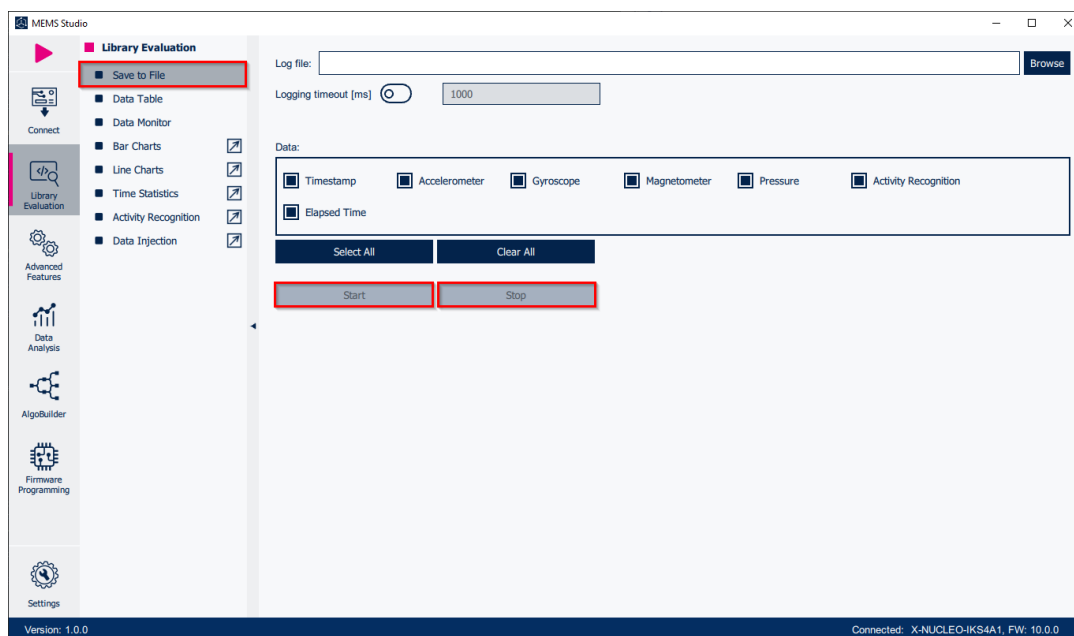 MEMS Studio
Connect
Library
Evaluation
Advanced
Features
Data
Analysis
AlgoBuilder
Firmware
Programming
Settings
Library Evaluation
Save to File
Data Table
Data Monitor
Bar Charts
Line Charts
Time Statistics
Activity Recognition
Data Injection
Log file:
Browse
Logging timeout [ms] 1000
Data:
Timestamp Accelerometer Gyroscope Magnetometer Pressure Activity Recognition
Elapsed Time
Select All Clear All
Start Stop
Version: 1.0.0 Connected: X-NUCLEO-IKS4A1, FW: 10.0.0